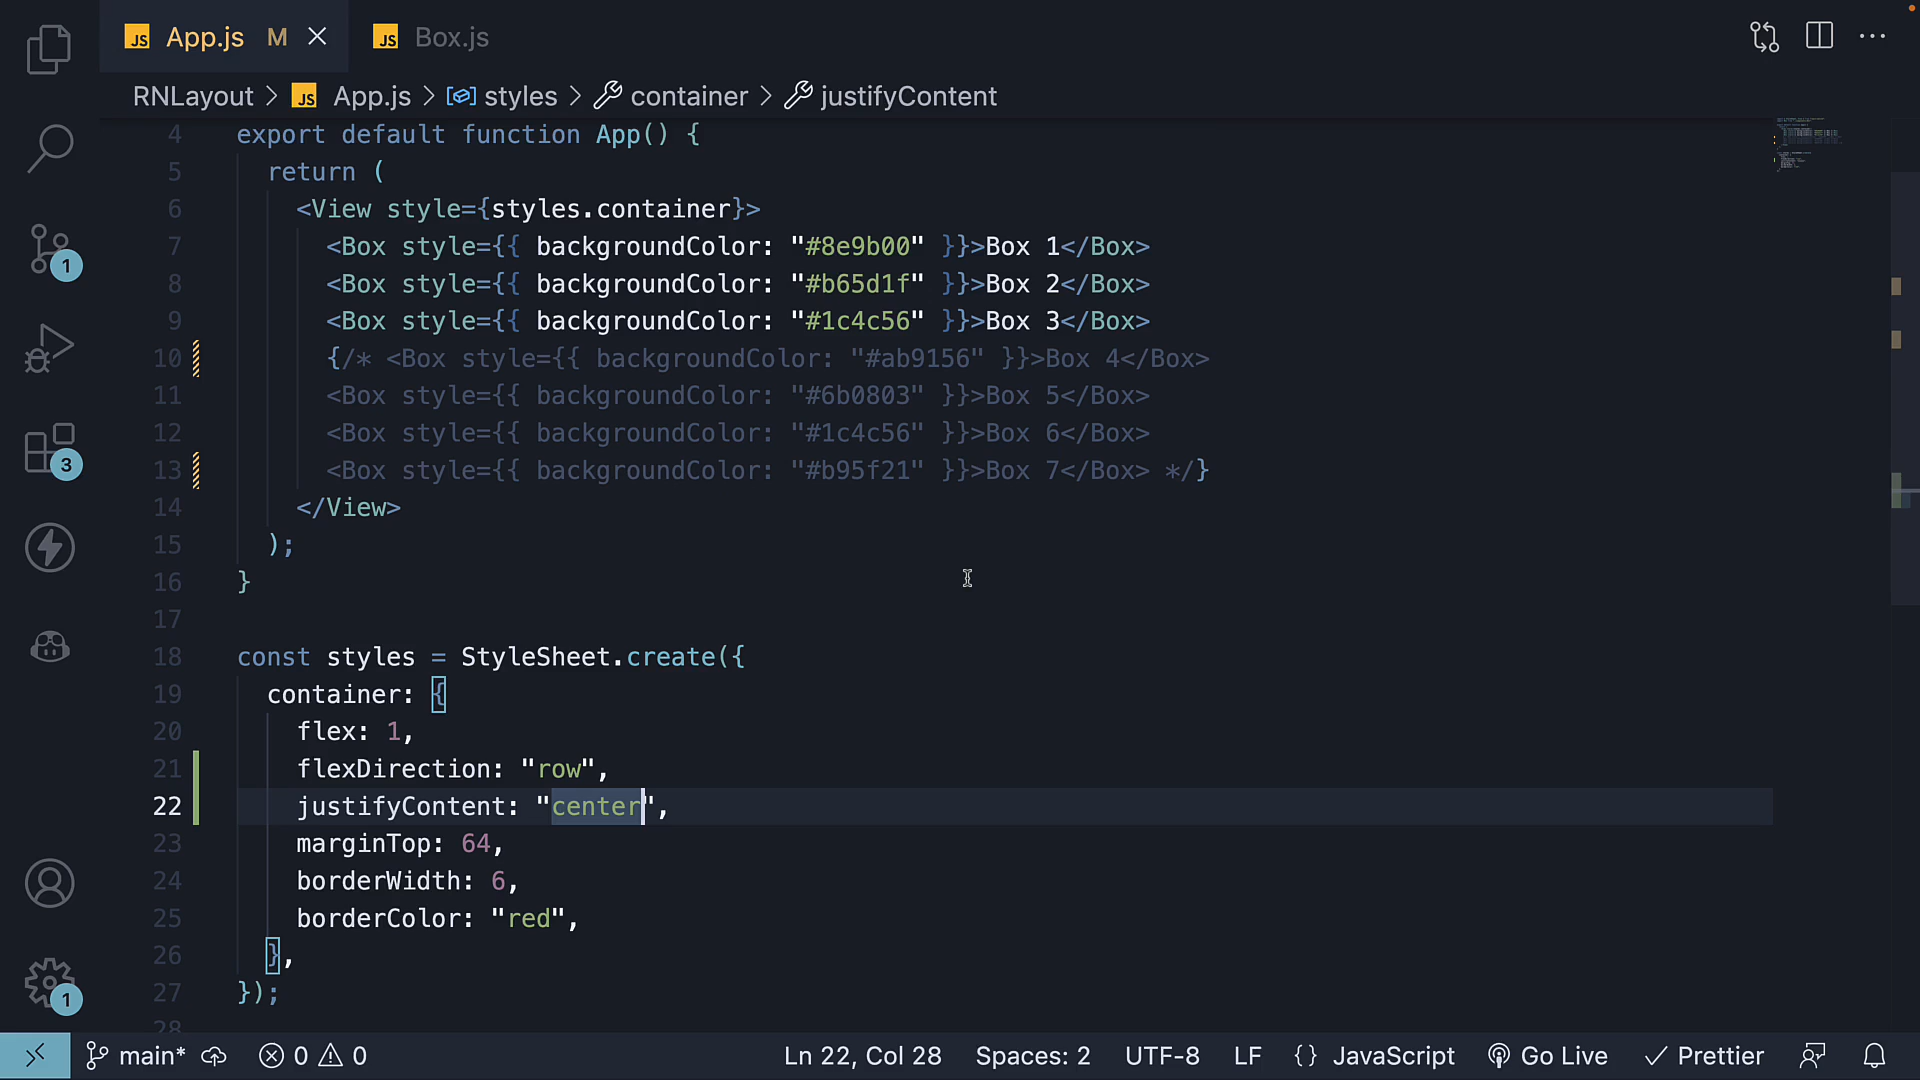 JS App.js M
JS Box.js
RNLayout > JS App.js > styles > container > justifyContent
4 export default function App() {
5 return (
6 <View style={styles.container}>
7 <Box style={{ backgroundColor: "#8e9b00" }}>Box 1</Box>
8 <Box style={{ backgroundColor: "#b65d1f" }}>Box 2</Box>
9 <Box style={{ backgroundColor: "#1c4c56" }}>Box 3</Box>
10 {/* <Box style={{ backgroundColor: "#ab9156" }}>Box 4</Box>
11 <Box style={{ backgroundColor: "#6b0803" }}>Box 5</Box>
12 <Box style={{ backgroundColor: "#1c4c56" }}>Box 6</Box>
13 <Box style={{ backgroundColor: "#b95f21" }}>Box 7</Box> */}
14 </View>
15 );
16 }
17
18 const styles = StyleSheet.create({
19 container: {
20 flex: 1,
21 flexDirection: "row",
22 justifyContent: "center",
23 marginTop: 64,
24 borderWidth: 6,
25 borderColor: "red",
26 },
27 });
28
1
3
1
main* 0 0 Ln 22, Col 28 Spaces: 2 UTF-8 LF {} JavaScript Go Live Prettier